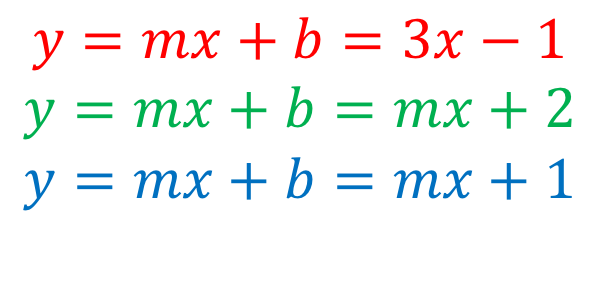 y = mx + b = 3x − 1
y = mx + b = mx + 2
y = mx + b = mx + 1